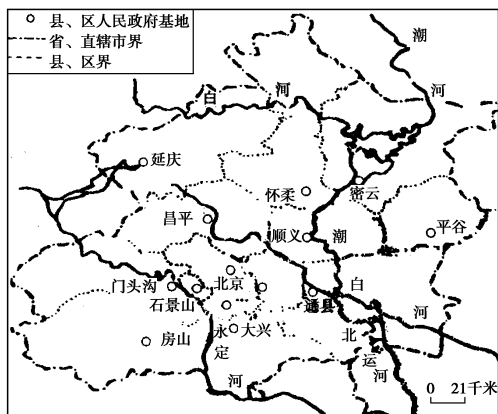 县、区人民政府基地
省、直辖市界
县、区界
潮
河
白
河
延庆
怀柔
密云
昌平
顺义
潮
平谷
门头沟
北京
白
石景山
通县
河
永
大兴
北
房山
定
运
河
河
0 21千米